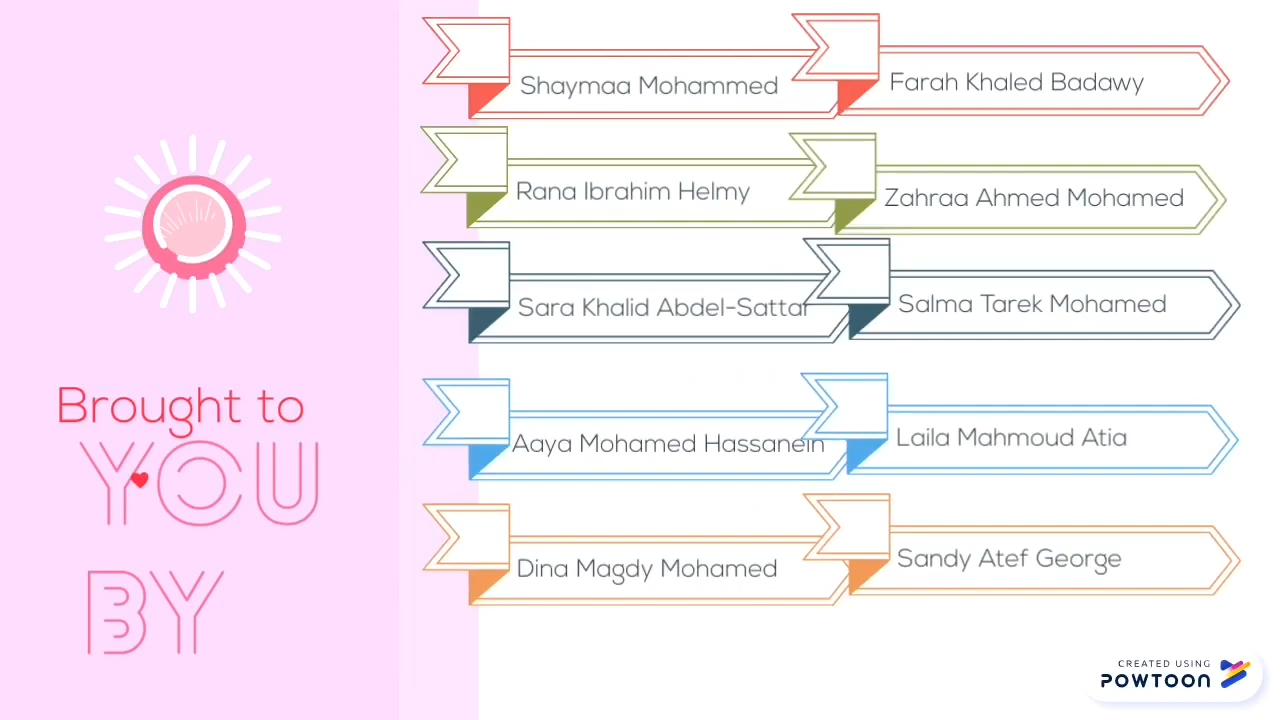 Brought to
YOU
BY
Shaymaa Mohammed
Farah Khaled Badawy
Rana Ibrahim Helmy
Zahraa Ahmed Mohamed
Sara Khalid Abdel-Sattar
Salma Tarek Mohamed
Aaya Mohamed Hassanein
Laila Mahmoud Atia
Dina Magdy Mohamed
Sandy Atef George
CREATED USING
POWTOON